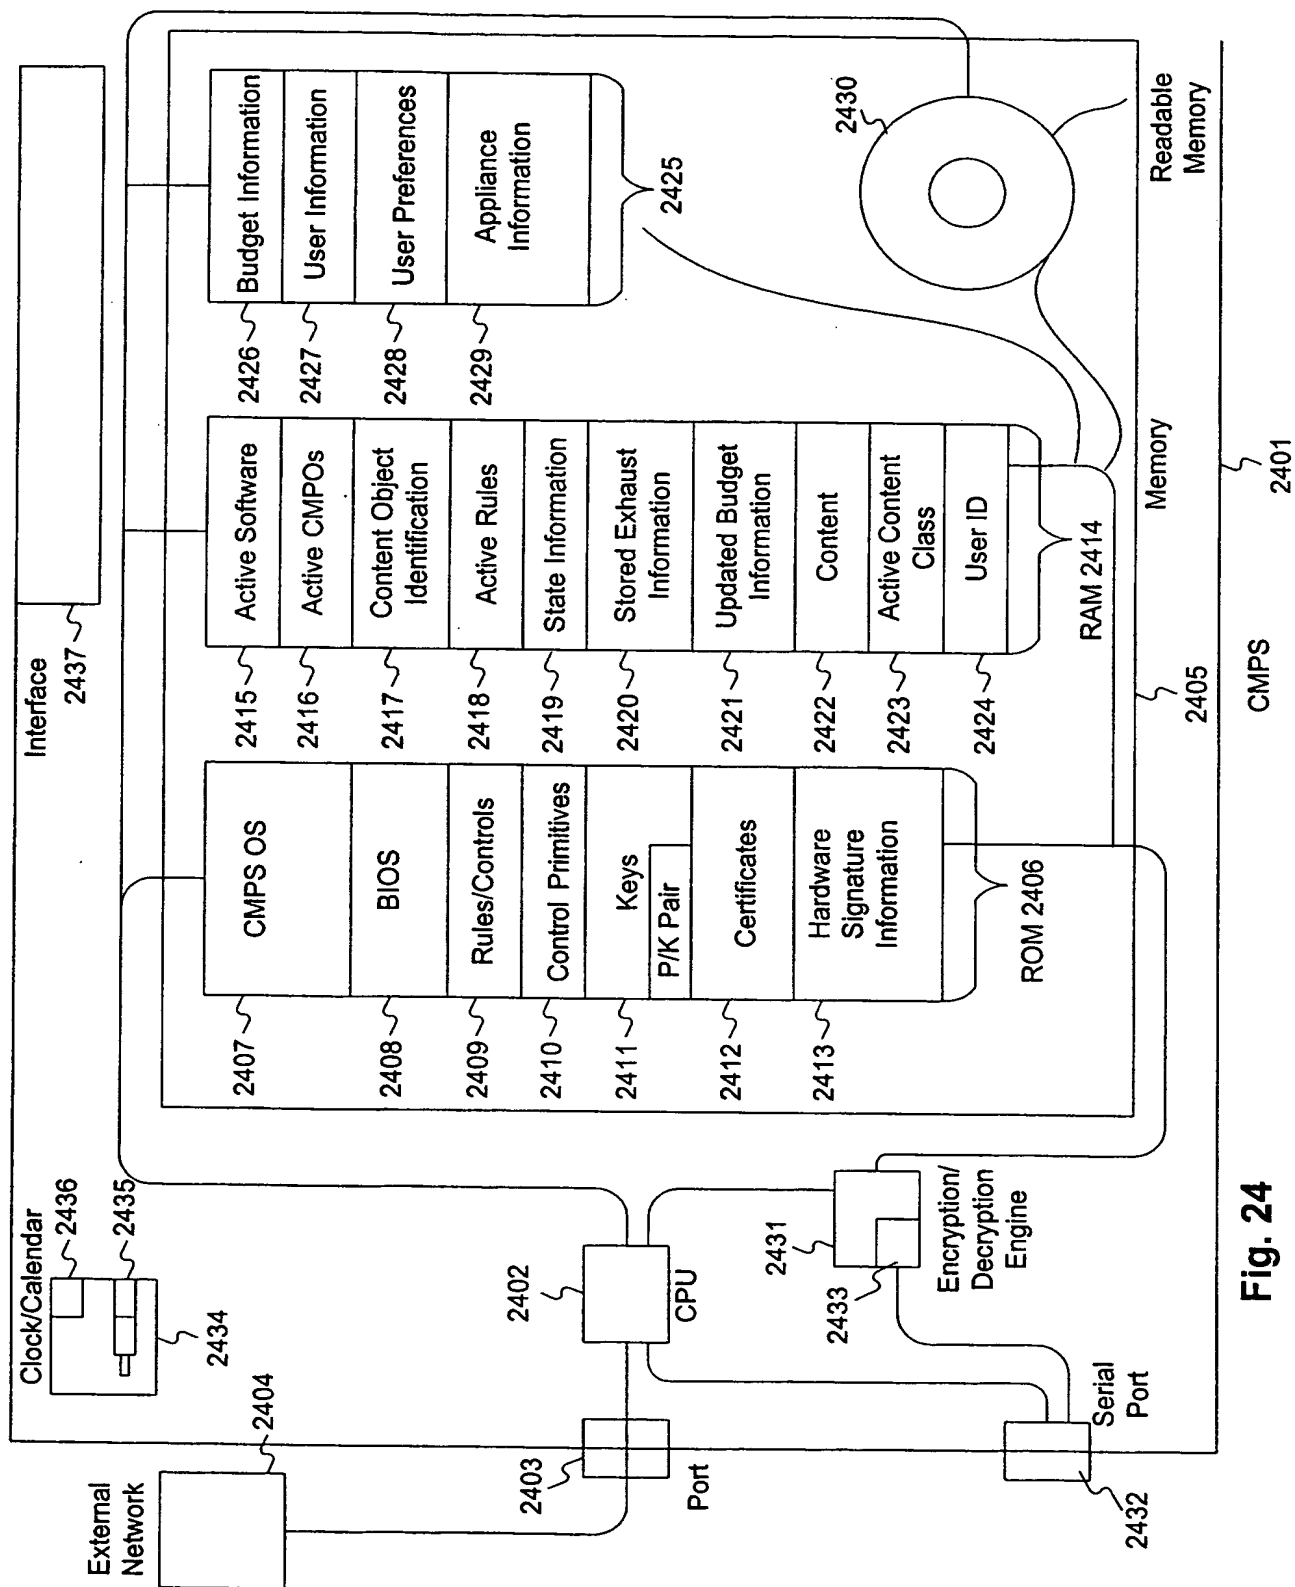 External
Network
2404
Clock/Calendar
2436
2435
2434
Interface
2437
2403
Port
2402
CPU
2431
2433
Encryption/
Decryption
Engine
Serial
Port
2432
2407
CMPS OS
2408
BIOS
2409
Rules/Controls
2410
Control Primitives
2411
Keys
P/K Pair
2412
Certificates
2413
Hardware
Signature
Information
ROM 2406
2415
Active Software
2416
Active CMPOs
2417
Content Object
Identification
2418
Active Rules
2419
State Information
2420
Stored Exhaust
Information
2421
Updated Budget
Information
2422
Content
2423
Active Content
Class
2424
User ID
RAM 2414
2426
Budget Information
2427
User Information
2428
User Preferences
2429
Appliance
Information
2425
2430
Readable
Memory
Memory
2405
2401
CMPS
Fig. 24